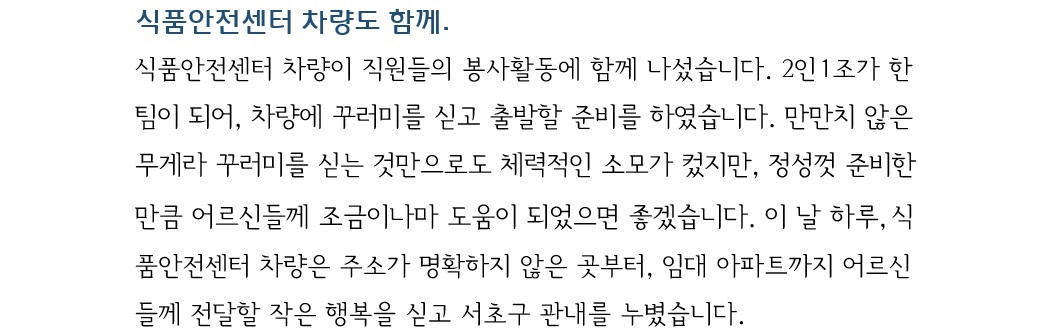 식품안전센터 차량도 함께.
식품안전센터 차량이 직원들의 봉사활동에 함께 나섰습니다. 2인1조가 한
팀이 되어, 차량에 꾸러미를 싣고 출발할 준비를 하였습니다. 만만치 않은
무게라 꾸러미를 싣는 것만으로도 체력적인 소모가 컸지만, 정성껏 준비한
만큼 어르신들께 조금이나마 도움이 되었으면 좋겠습니다. 이 날 하루, 식
품안전센터 차량은 주소가 명확하지 않은 곳부터, 임대 아파트까지 어르신
들께 전달할 작은 행복을 싣고 서초구 관내를 누볐습니다.